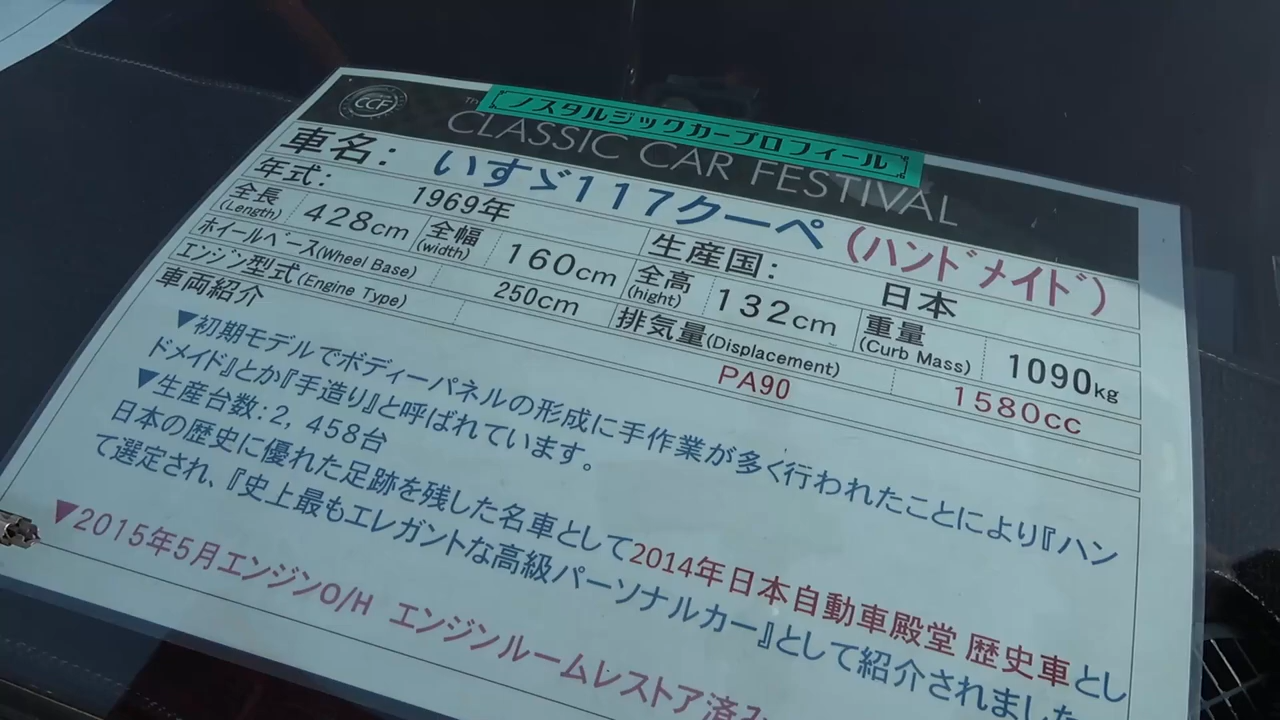 CCF
ノスタルジックカープロフィール
CLASSIC CAR FESTIVAL
車名: いすゞ117クーペ (ハンドメイド)
年式: 1969年 生産国: 日本
全長 (Length) 428cm 全幅 (width) 160cm 全高 (hight) 132cm 重量 (Curb Mass) 1090kg
ホイールベース(Wheel Base) 250cm 排気量(Displacement) 1580cc
エンジン型式(Engine Type) PA90
車両紹介
▼初期モデルでボディーパネルの形成に手作業が多く行われたことにより『ハン
ドメイド』とか『手造り』と呼ばれています。
▼生産台数:2, 458台
日本の歴史に優れた足跡を残した名車として2014年日本自動車殿堂 歴史車とし
て選定され、『史上最もエレガントな高級パーソナルカー』として紹介されました
▼2015年5月エンジンO/H エンジンルームレストア済み